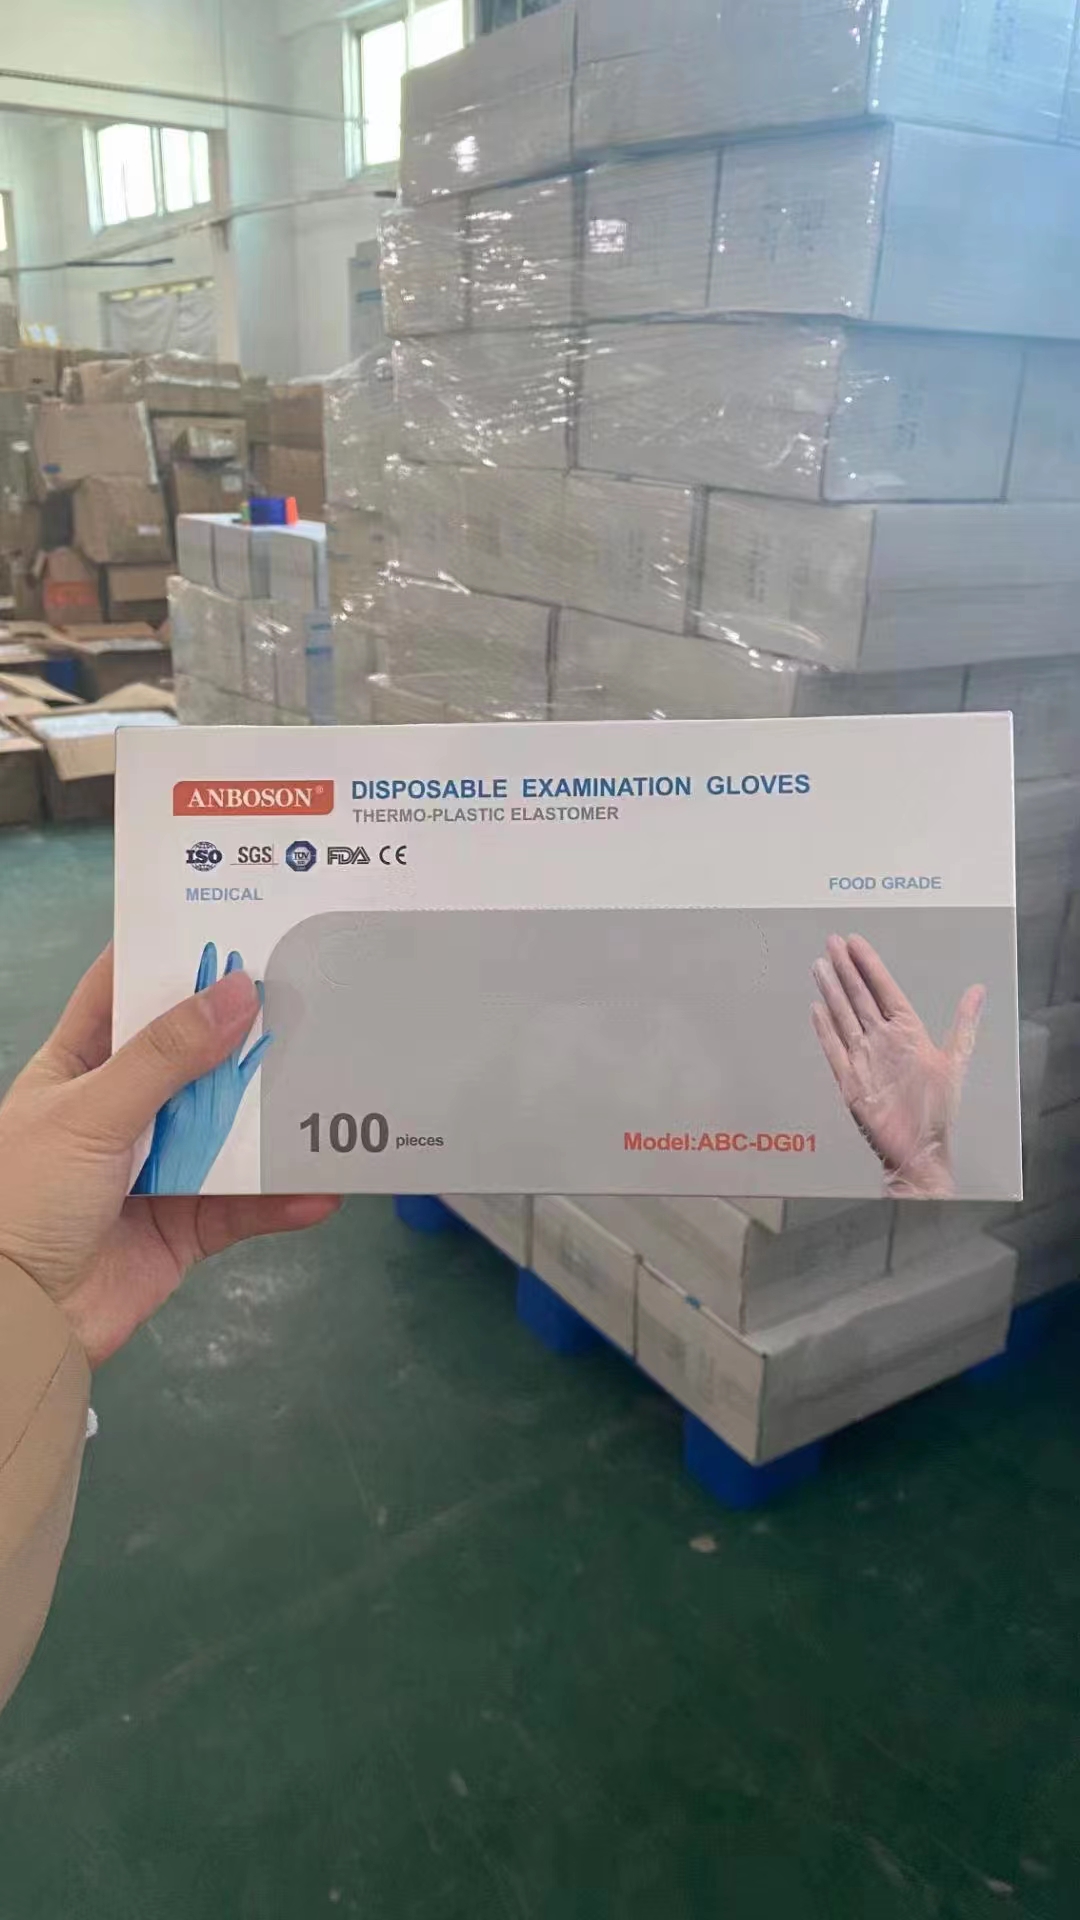 ANBOSON®
DISPOSABLE EXAMINATION GLOVES
THERMO-PLASTIC ELASTOMER
ISO SGS TÜV FDA CE
MEDICAL
FOOD GRADE
100 pieces
Model:ABC-DG01